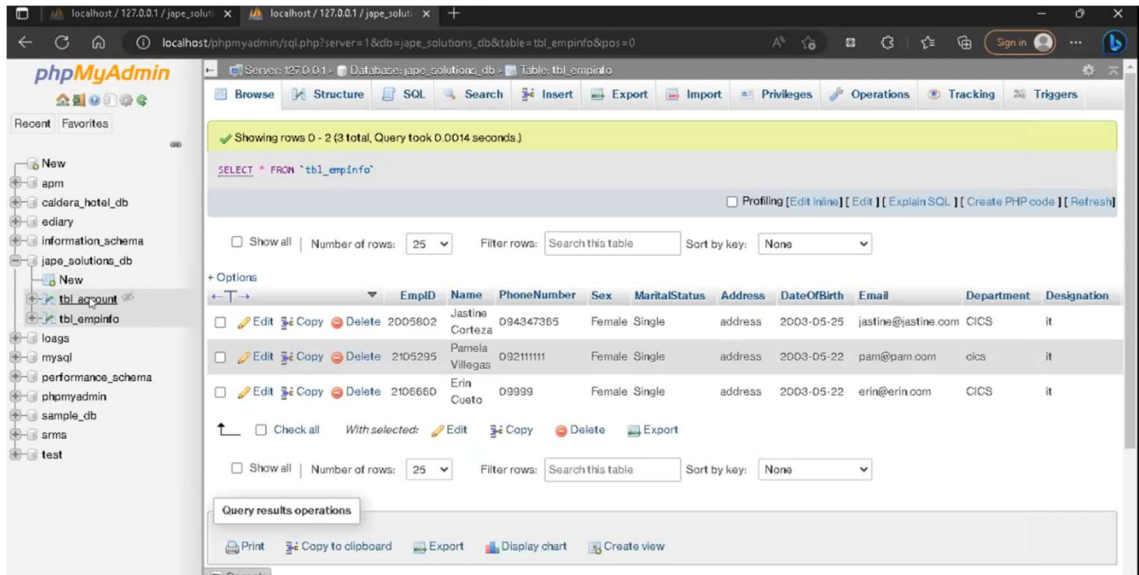 localhost / 127.0.0.1 / jape_soluti
localhost / 127.0.0.1 / jape_soluti
localhost/phpmyadmin/sql.php?server=1&db=jape_solutions_db&table=tbl_empinfo&pos=0
Sign in
phpMyAdmin
Recent Favorites
New
apm
caldera_hotel_db
ediary
information_schema
jape_solutions_db
New
tbl_account
tbl_empinfo
loags
mysql
performance_schema
phpmyadmin
sample_db
srms
test
Server: 127.0.0.1 » Database: jape_solutions_db » Table: tbl_empinfo
Browse Structure SQL Search Insert Export Import Privileges Operations Tracking Triggers
Showing rows 0 - 2 (3 total, Query took 0.0014 seconds.)
SELECT * FROM `tbl_empinfo`
Profiling [Edit inline] [ Edit ] [ Explain SQL ] [ Create PHP code ] [ Refresh]
Show all | Number of rows: 25 Filter rows: Search this table Sort by key: None
+ Options
←T→ EmpID Name PhoneNumber Sex MaritalStatus Address DateOfBirth Email Department Designation
Edit Copy Delete 2005802 Jastine Corteza 094347365 Female Single address 2003-05-25 jastine@jastine.com CICS it
Edit Copy Delete 2105295 Pamela Villegas 092111111 Female Single address 2003-05-22 pam@pam.com cics it
Edit Copy Delete 2106660 Erin Cueto 09999 Female Single address 2003-05-22 erin@erin.com CICS it
Check all With selected: Edit Copy Delete Export
Show all | Number of rows: 25 Filter rows: Search this table Sort by key: None
Query results operations
Print Copy to clipboard Export Display chart Create view
Console